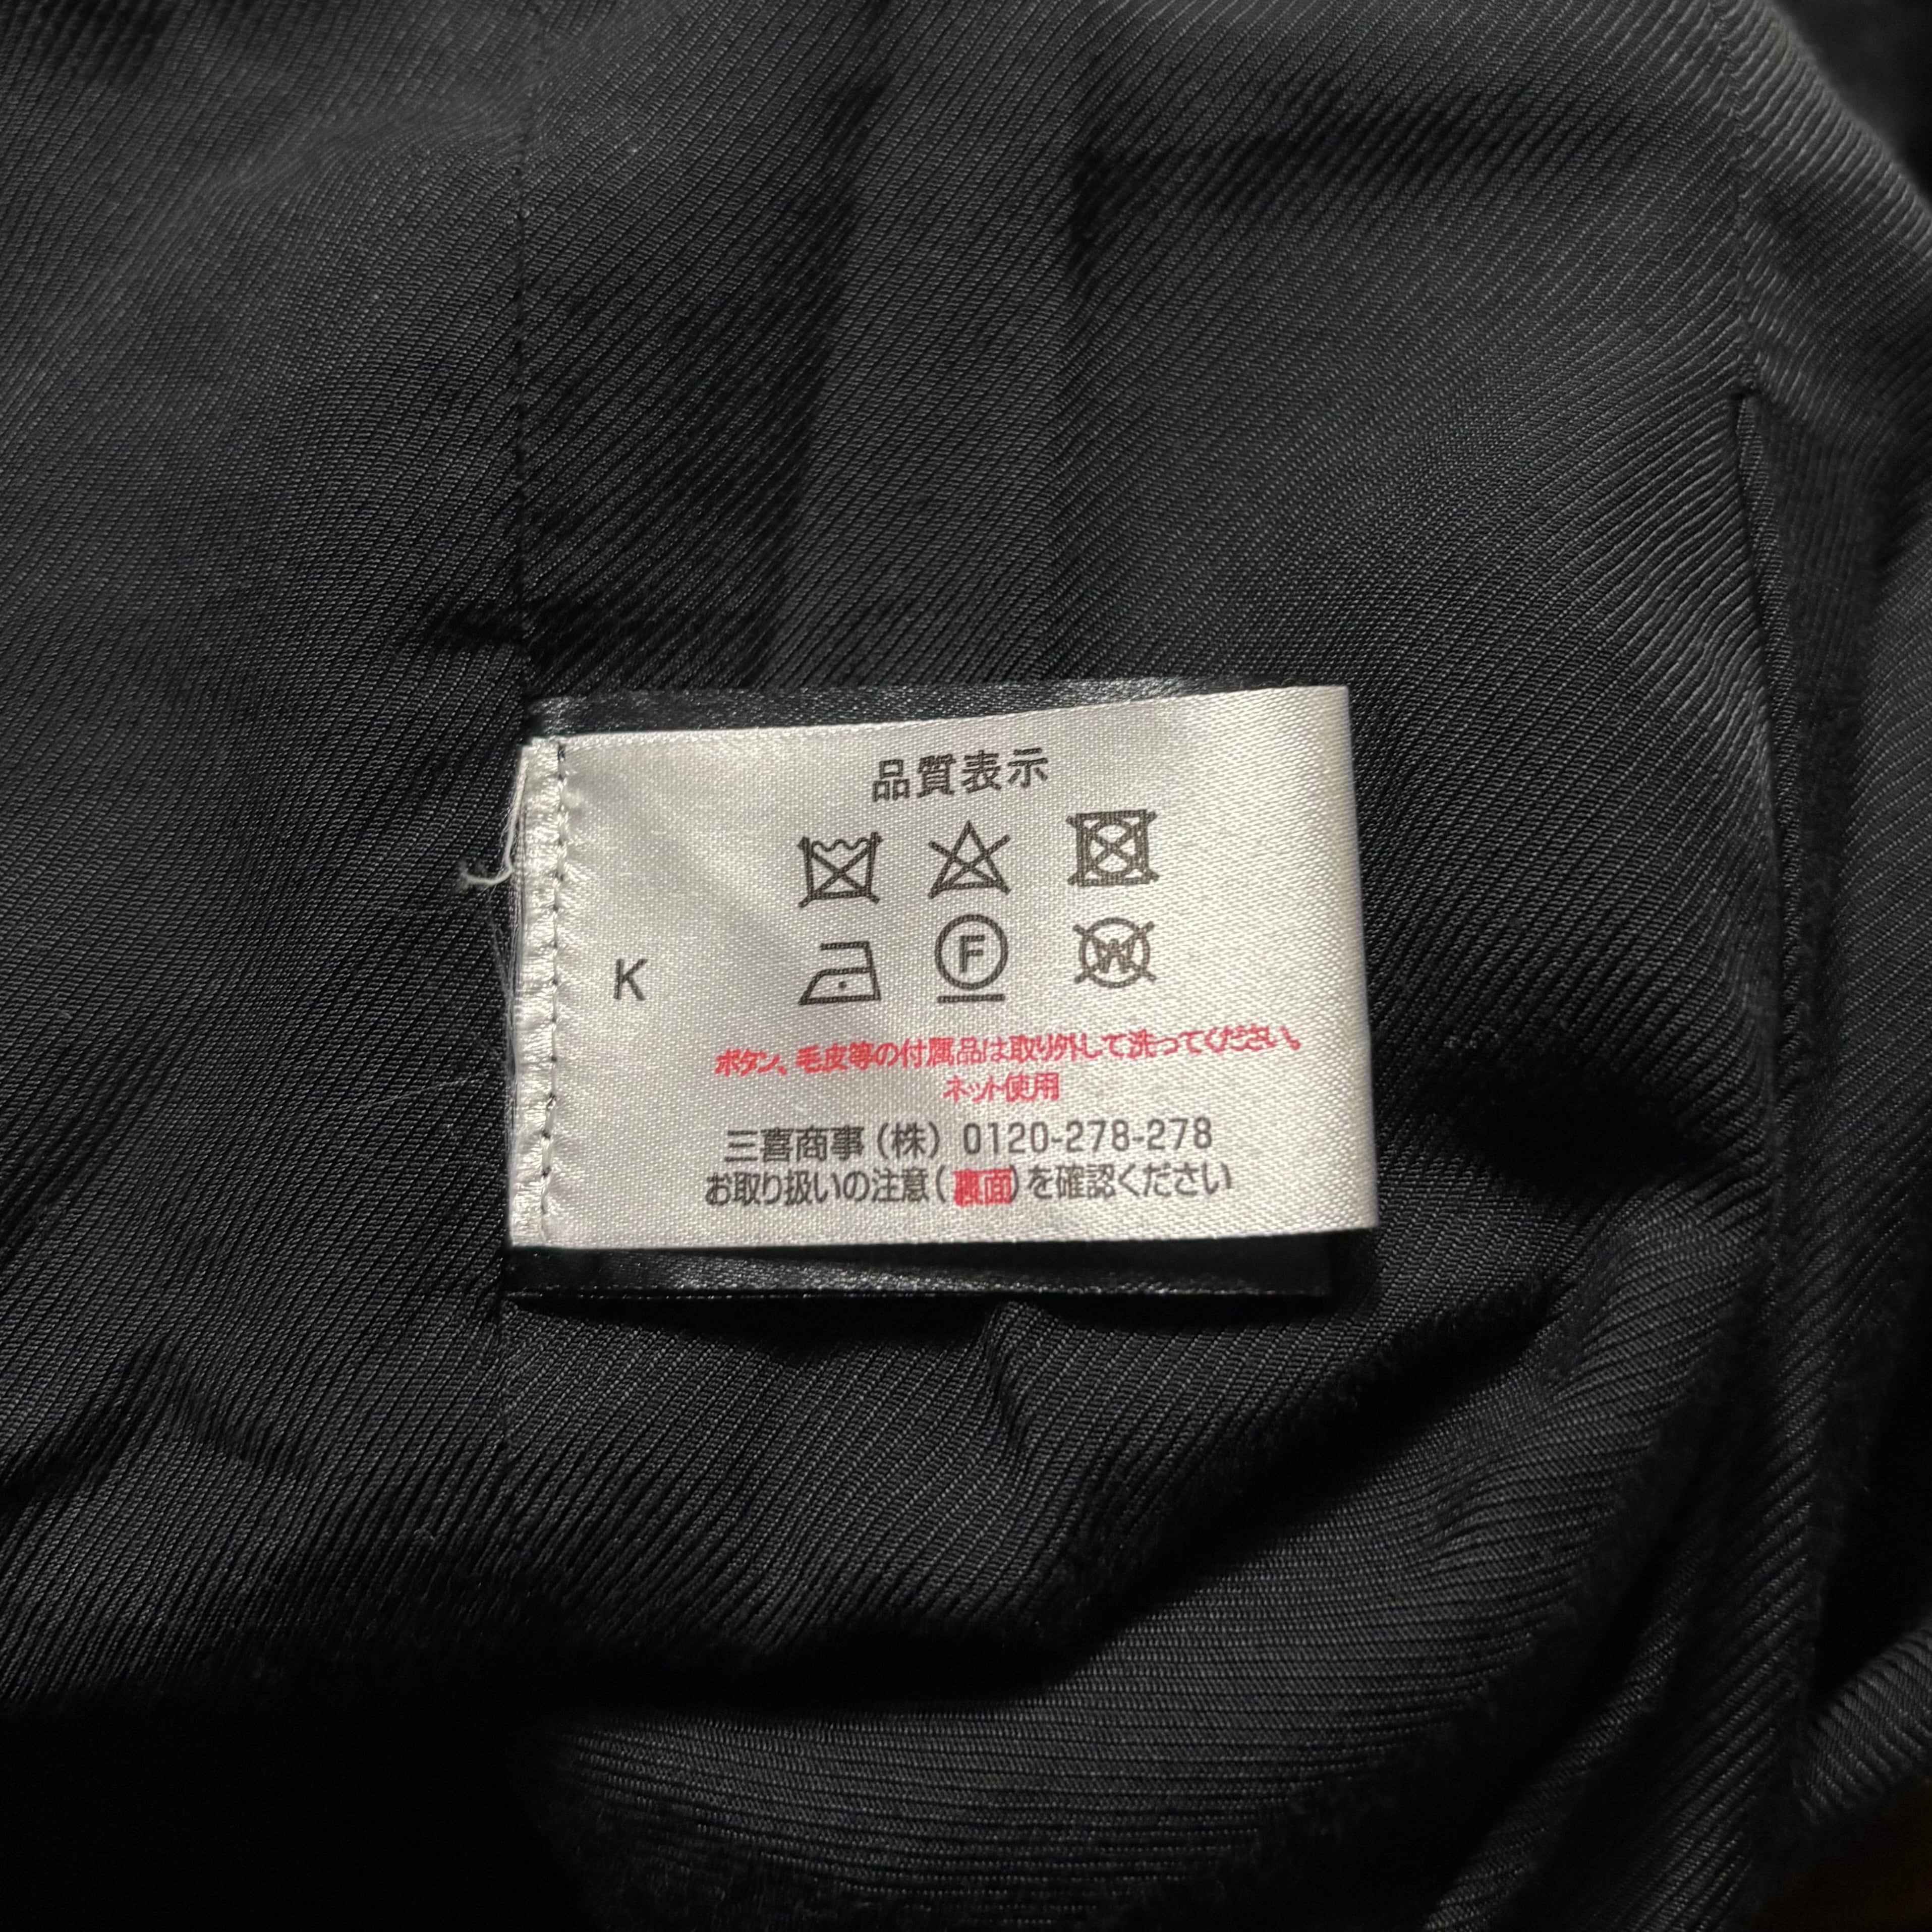 品質表示
F W
K
ボタン、毛皮等の付属品は取り外して洗ってください。
ネット使用
三喜商事(株) 0120-278-278
お取り扱いの注意(裏面)を確認ください